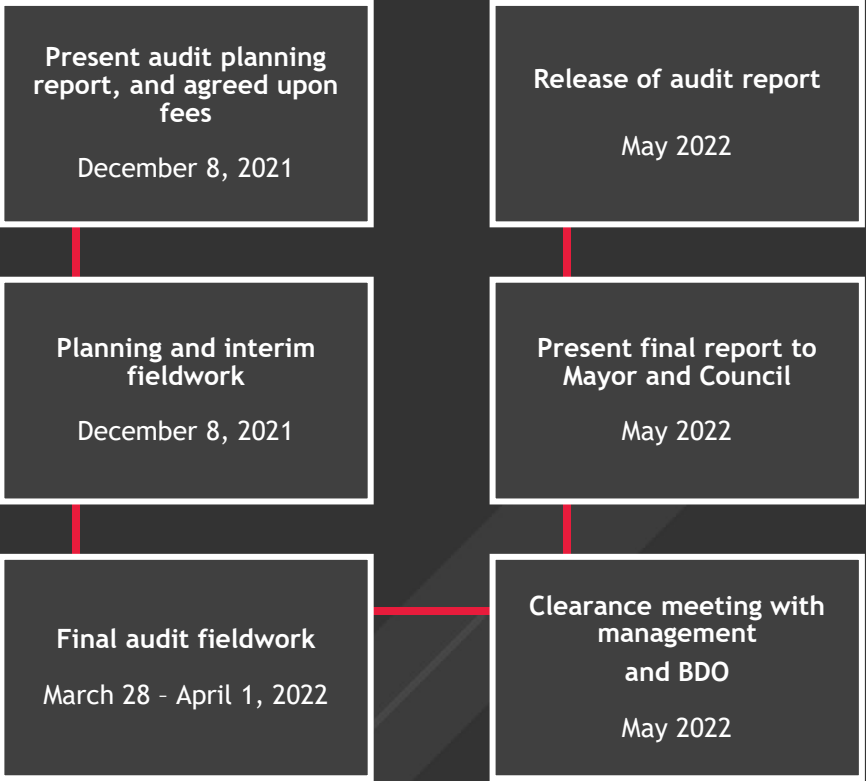 Present audit planning
report, and agreed upon
fees
December 8, 2021
Planning and interim
fieldwork
December 8, 2021
Final audit fieldwork
March 28 – April 1, 2022
Clearance meeting with
management
and BDO
May 2022
Present final report to
Mayor and Council
May 2022
Release of audit report
May 2022